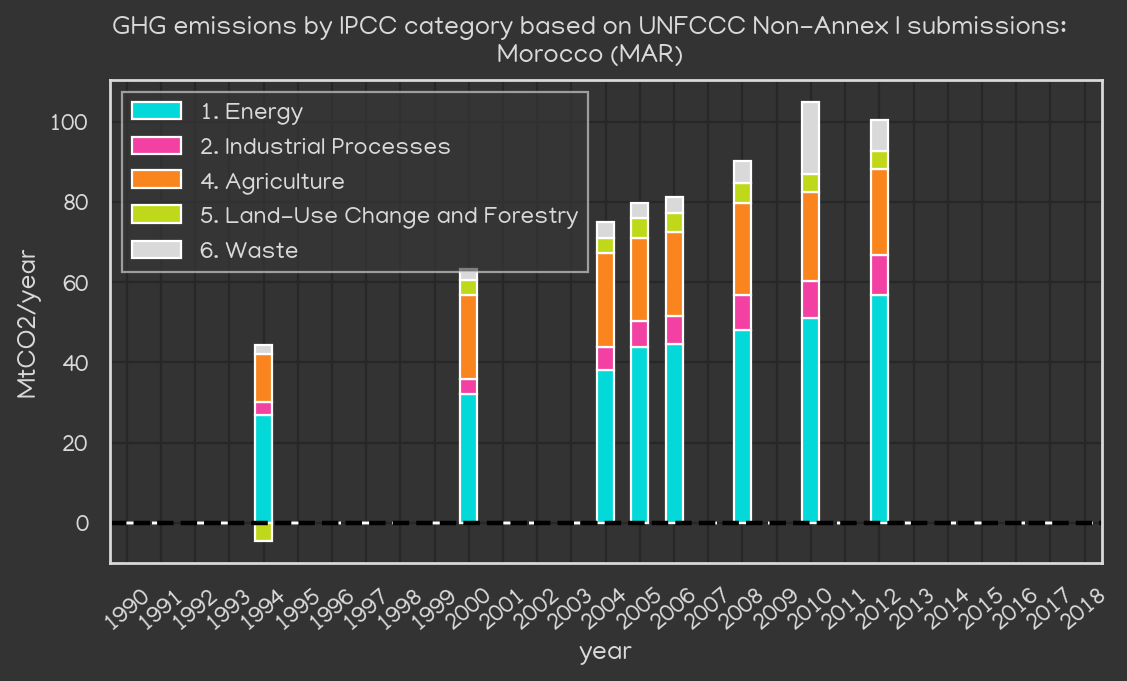 GHG emissions by IPCC category based on UNFCCC Non-Annex I submissions:
Morocco (MAR)
1. Energy
2. Industrial Processes
4. Agriculture
5. Land-Use Change and Forestry
6. Waste
MtCO2/year
100
80
60
40
20
0
1990 1991 1992 1993 1994 1995 1996 1997 1998 1999 2000 2001 2002 2003 2004 2005 2006 2007 2008 2009 2010 2011 2012 2013 2014 2015 2016 2017 2018
year